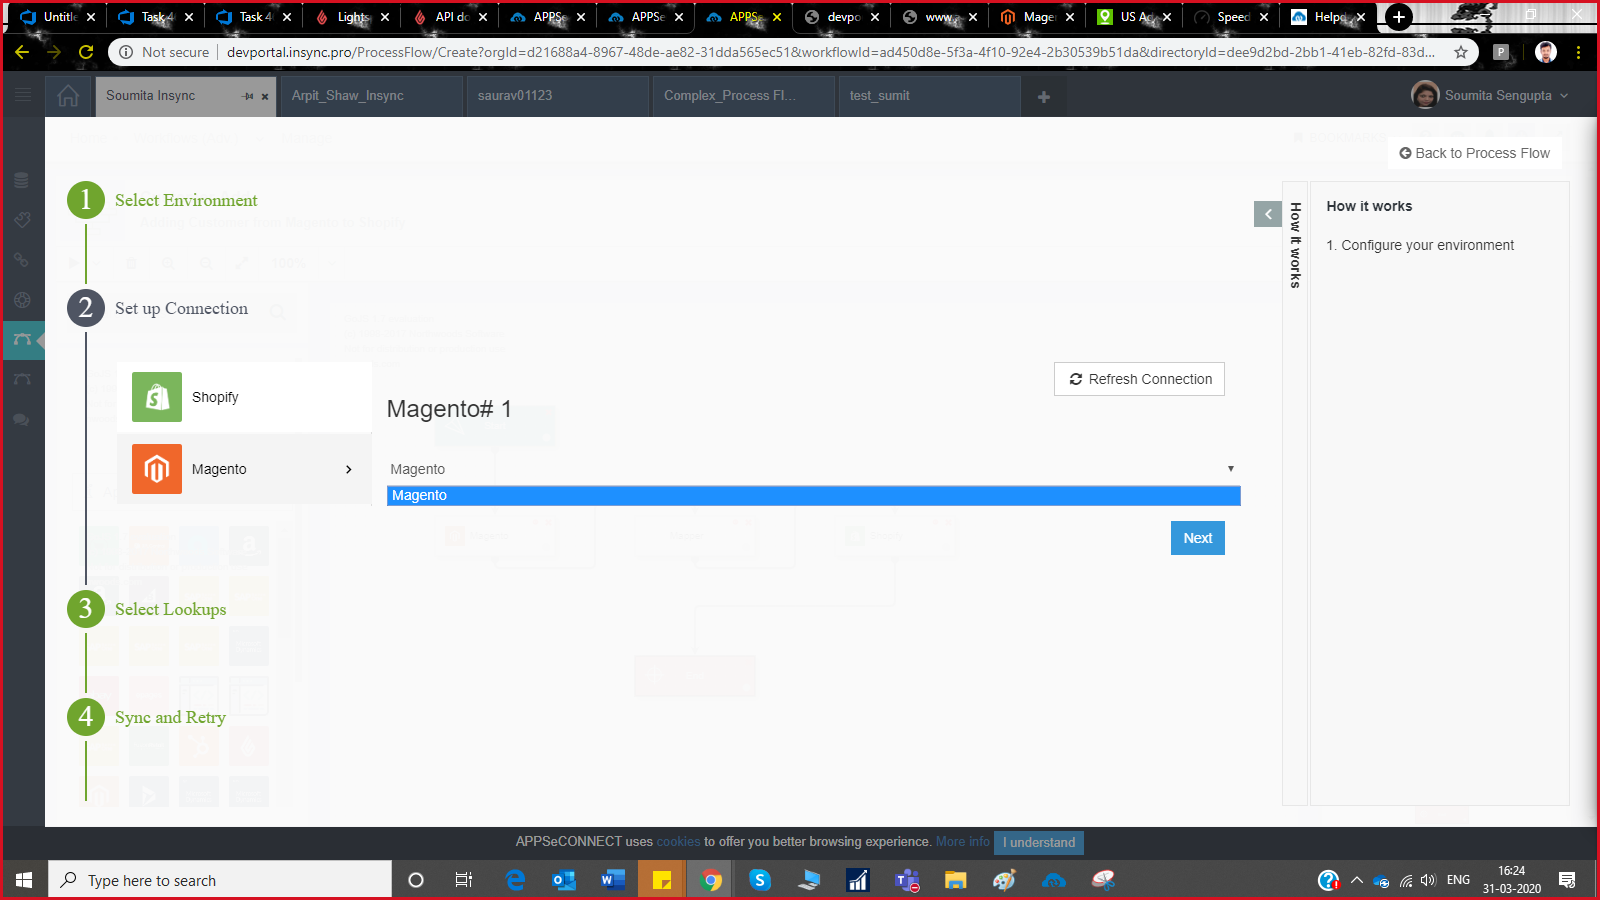 Untitle
Task 4
Task 4
Lights
API do
APPSe
APPSe
APPSe
devpo
www.
Mage
US Ad
Speed
Helpd
Not secure
devportal.insync.pro/ProcessFlow/Create?orgId=d21688a4-8967-48de-ae82-31dda565ec51&workflowId=ad450d8e-5f3a-4f10-92e4-2b30539b51da&directoryId=dee9d2bd-2bb1-41eb-82fd-83d...
P
Soumita Insync
Arpit_Shaw_Insync
saurav01123
Complex_Process Fl...
test_sumit
Soumita Sengupta
Back to Process Flow
1 Select Environment
How it works
How it works
1. Configure your environment
2 Set up Connection
Shopify
Refresh Connection
Magento# 1
Magento
Magento
Magento
Next
3 Select Lookups
4 Sync and Retry
APPSeCONNECT uses cookies to offer you better browsing experience. More info I understand
Type here to search
ENG
16:24
31-03-2020